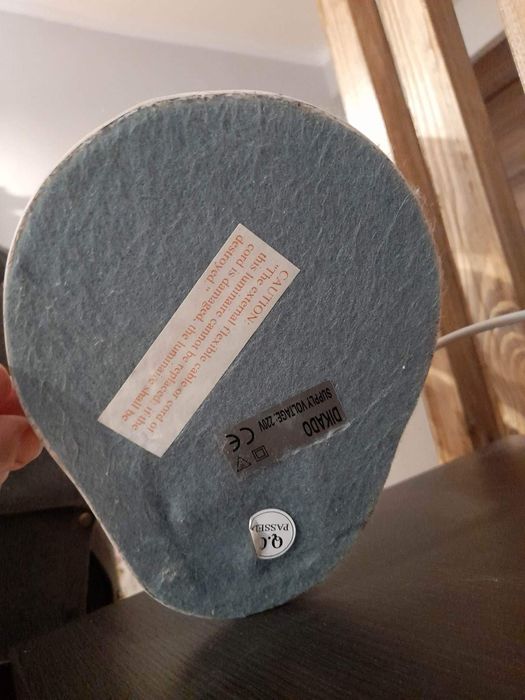 CAUTION:
"The external flexible cable or cord of
this luminaire cannot be replaced; if the
cord is damaged, the luminaire shall be
destroyed."
DIKADO
SUPPLY VOLTAGE: 220V
CE
Q.C
PASSED